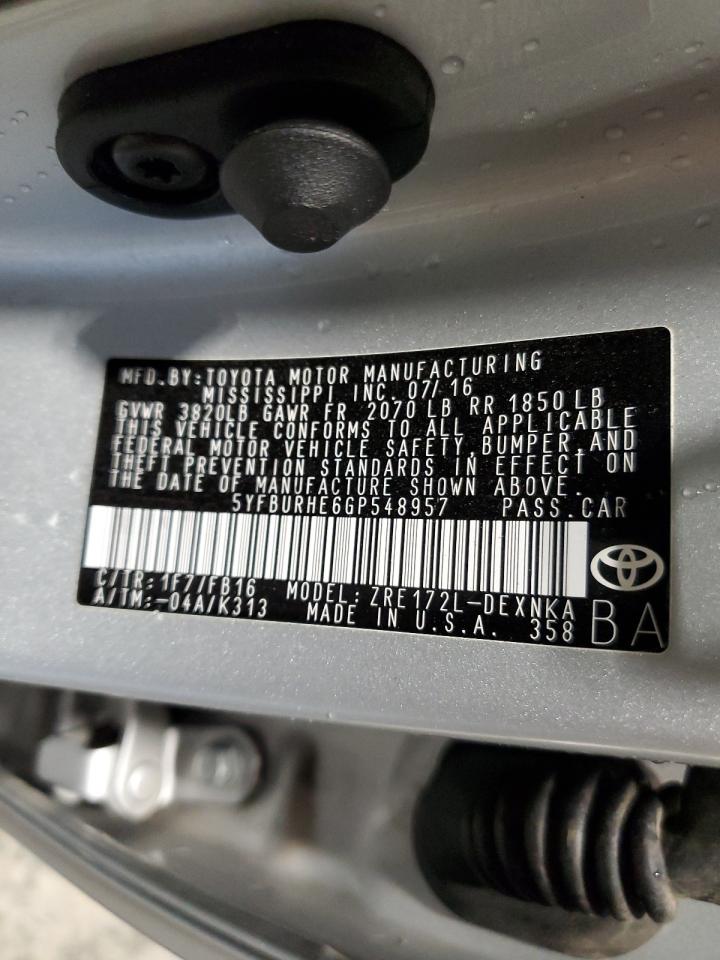 MFD.BY:TOYOTA MOTOR MANUFACTURING
MISSISSIPPI INC. 07/16
GVWR 3820LB GAWR FR 2070 LB RR 1850 LB
THIS VEHICLE CONFORMS TO ALL APPLICABLE
FEDERAL MOTOR VEHICLE SAFETY,BUMPER,AND
THEFT PREVENTION STANDARDS IN EFFECT ON
THE DATE OF MANUFACTURE SHOWN ABOVE.
5YFBURHE6GP548957 PASS.CAR
C/TR:1F7/FB16 MODEL:ZRE172L-DEXNKA
A/TM:-04A/K313 MADE IN U.S.A. 358 BA